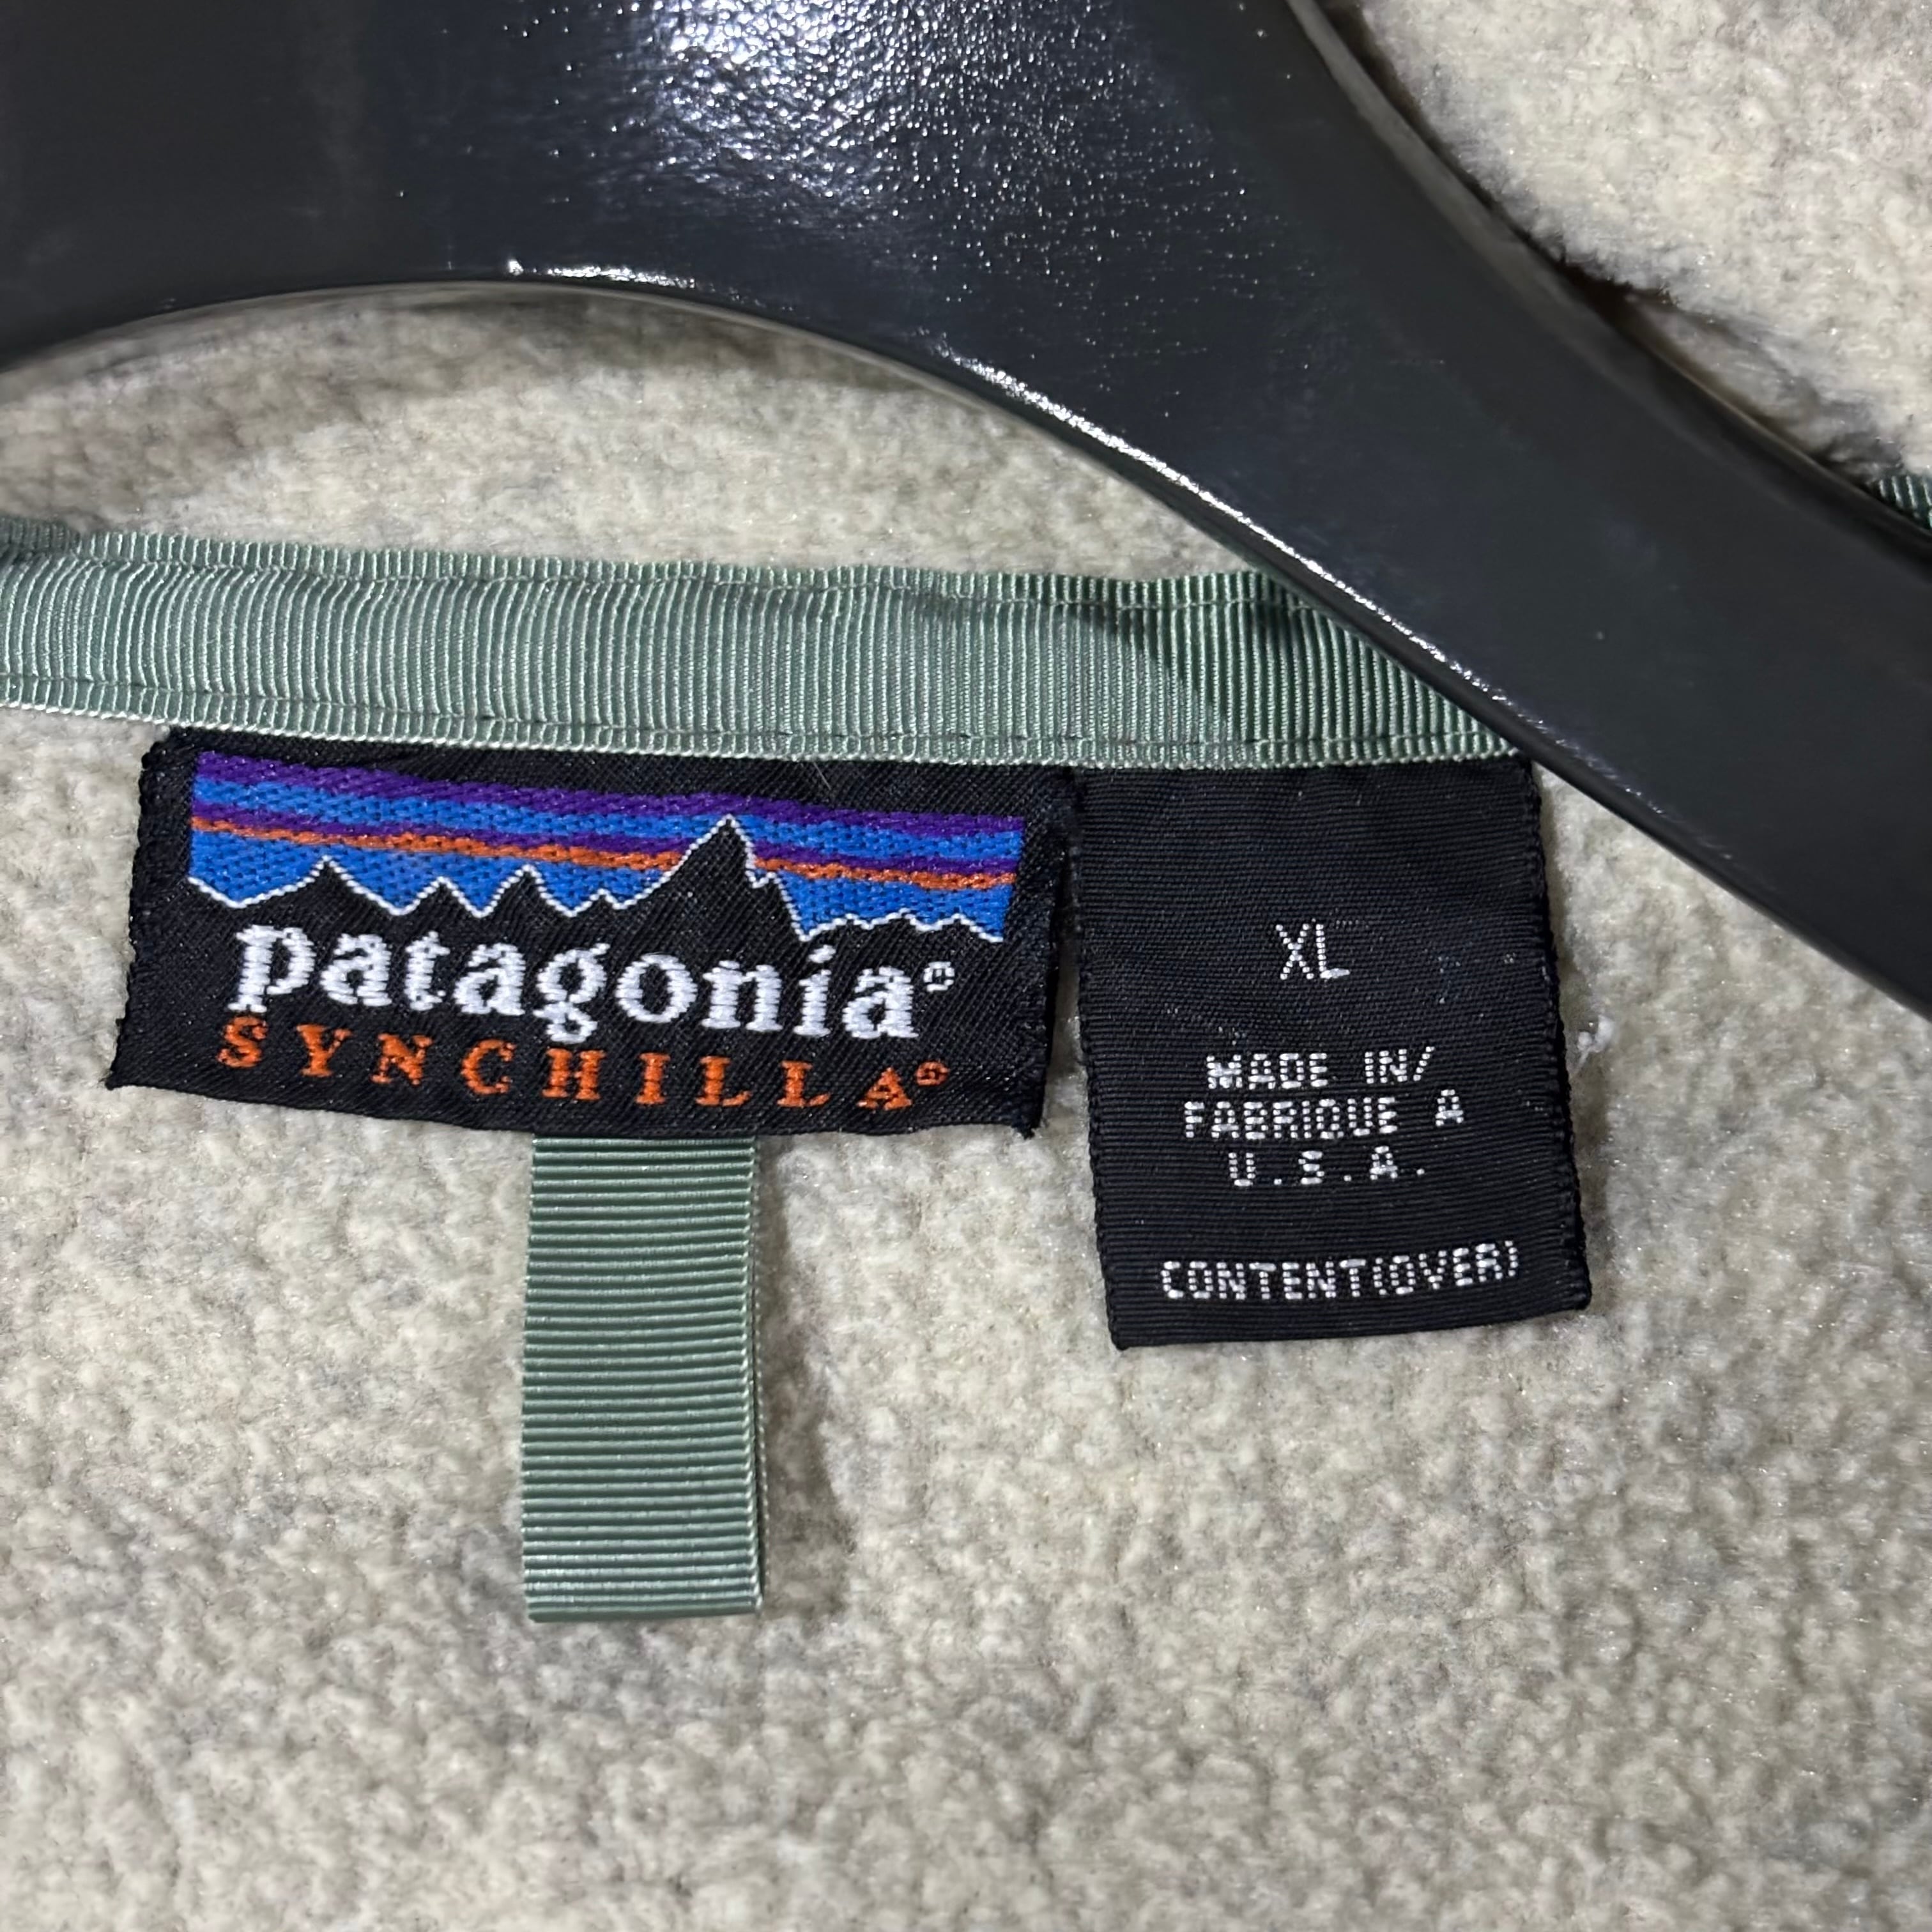 patagonia®
SYNCHILLA®
XL
MADE IN/
FABRIQUE A
U.S.A.
CONTENT(OVER)